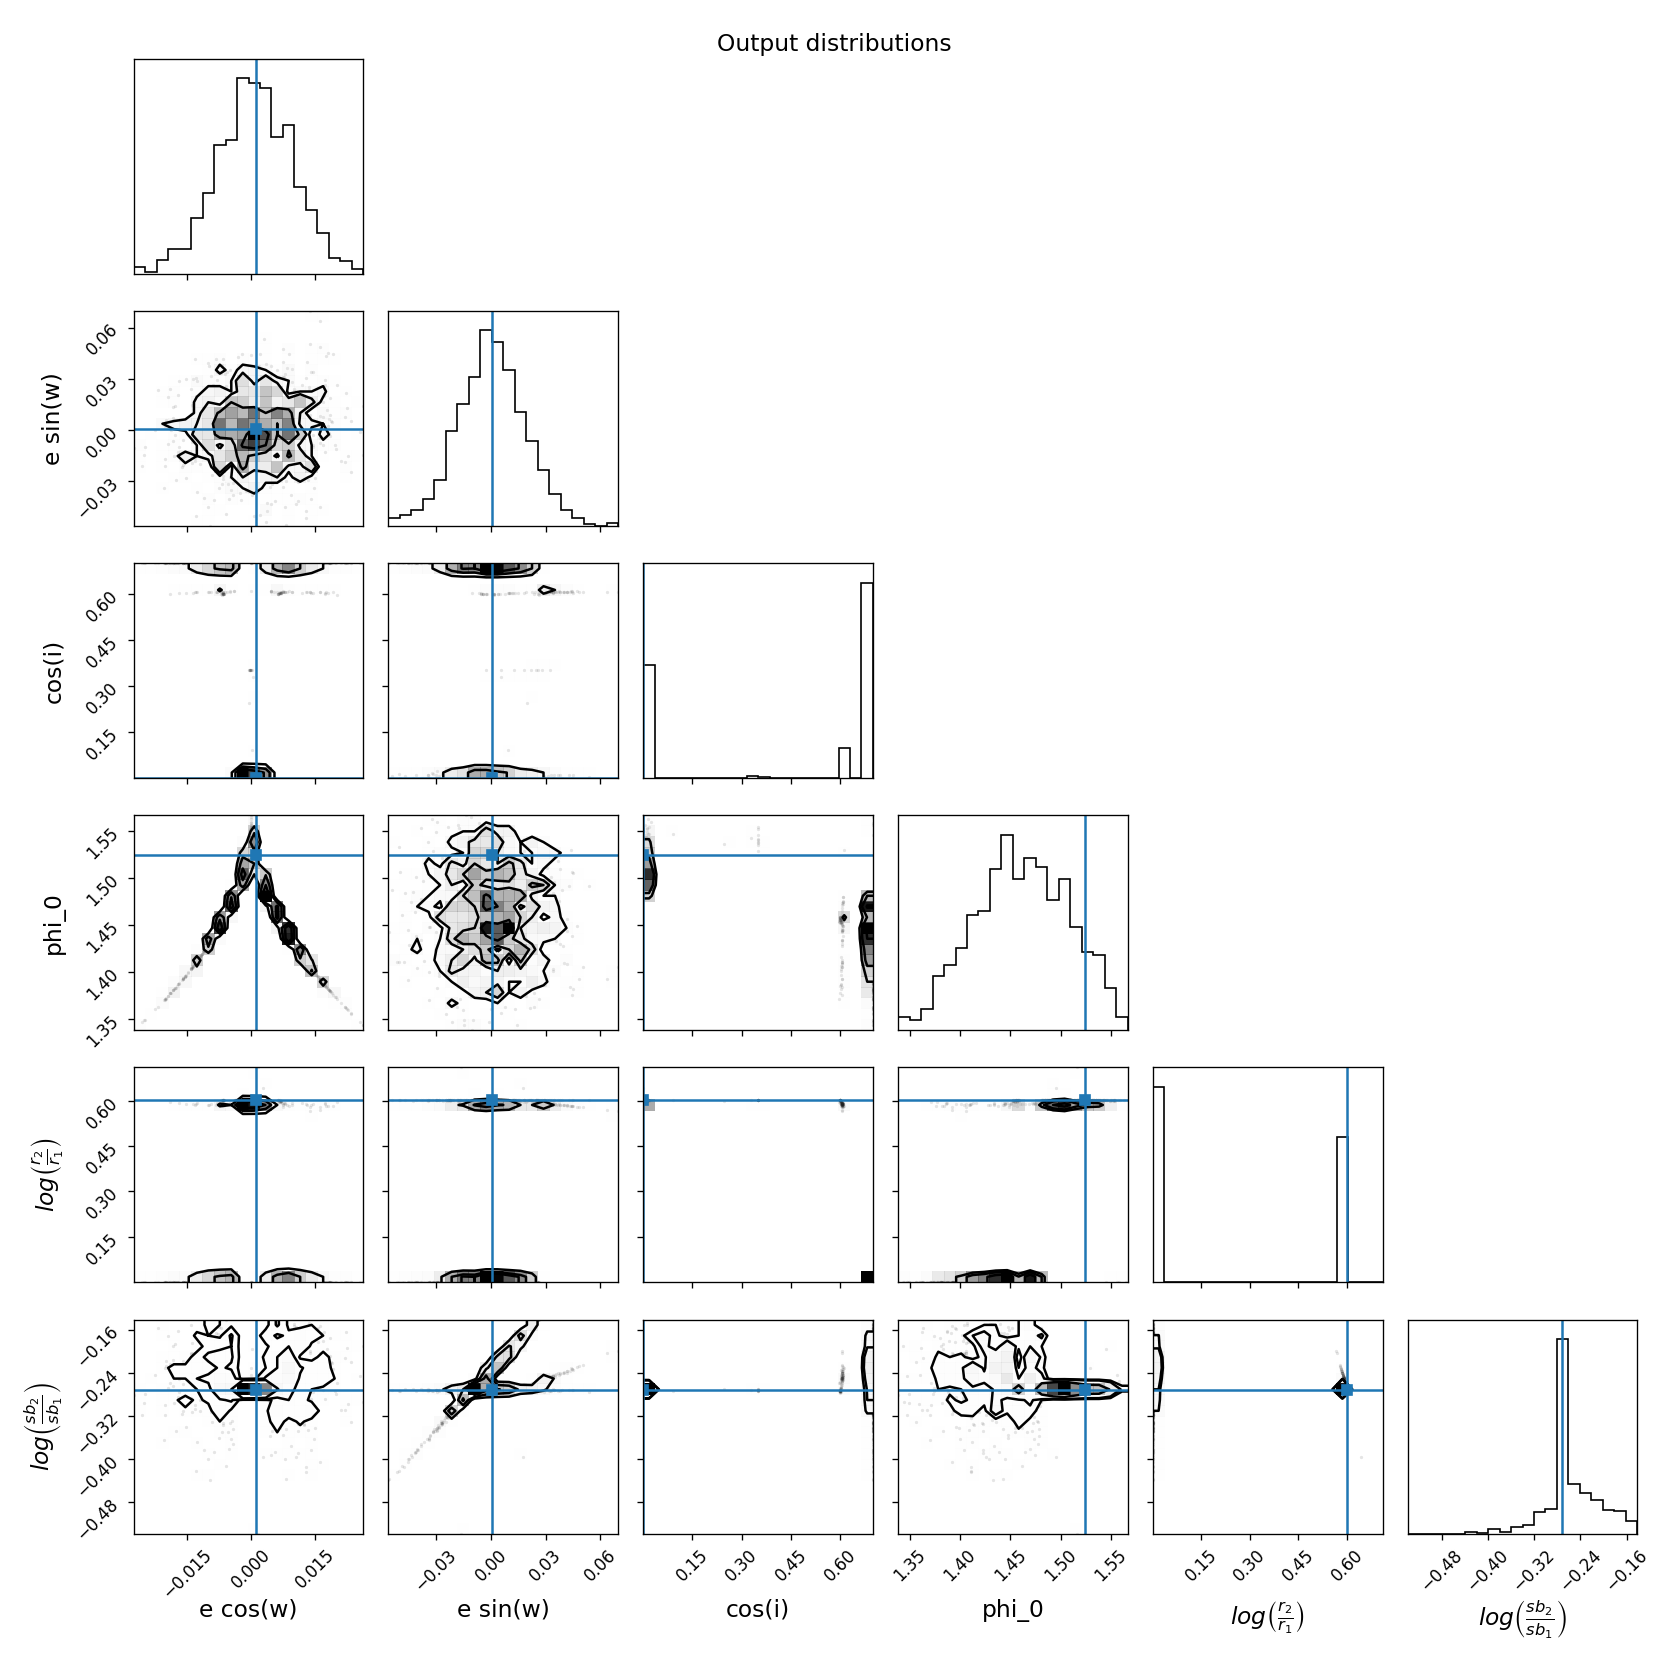 Output distributions
e sin(w)
0.06
0.03
0.00
−0.03
cos(i)
0.60
0.45
0.30
0.15
phi_0
1.55
1.50
1.45
1.40
1.35
log(r₂/r₁)
0.60
0.45
0.30
0.15
log(sb₂/sb₁)
−0.16
−0.24
−0.32
−0.40
−0.48
−0.015 0.000 0.015
−0.03 0.00 0.03 0.06
0.15 0.30 0.45 0.60
1.35 1.40 1.45 1.50 1.55
0.15 0.30 0.45 0.60
−0.48 −0.40 −0.32 −0.24 −0.16
e cos(w)
e sin(w)
cos(i)
phi_0
log(r₂/r₁)
log(sb₂/sb₁)